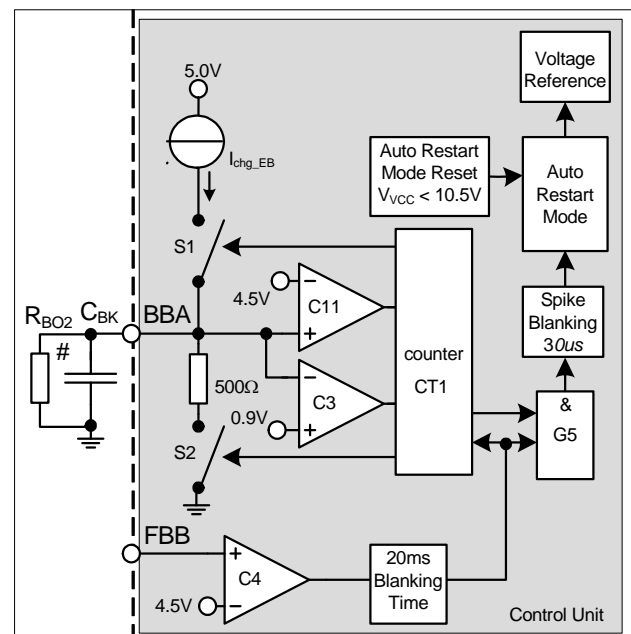 Voltage
Reference
5.0V
I_chg_EB
Auto Restart
Mode Reset
V_VCC < 10.5V
Auto
Restart
Mode
S1
4.5V
C11
R_BO2
C_BK
BBA
#
500Ω
counter
CT1
Spike
Blanking
30us
C3
0.9V
&
G5
S2
FBB
C4
4.5V
20ms
Blanking
Time
Control Unit